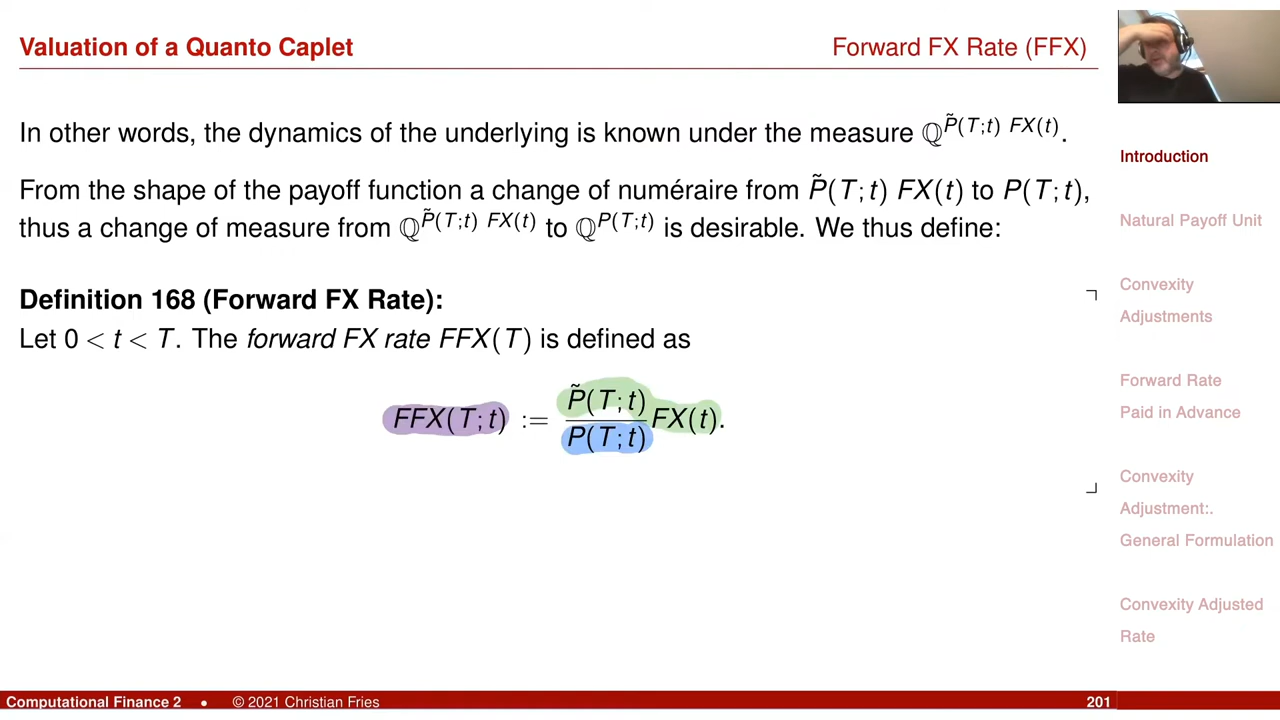 Valuation of a Quanto Caplet
Forward FX Rate (FFX)
In other words, the dynamics of the underlying is known under the measure ℚ^{P̃(T;t) FX(t)}.
From the shape of the payoff function a change of numéraire from P̃(T;t) FX(t) to P(T;t),
thus a change of measure from ℚ^{P̃(T;t) FX(t)} to ℚ^{P(T;t)} is desirable. We thus define:
Definition 168 (Forward FX Rate):
Let 0 < t < T. The forward FX rate FFX(T) is defined as
FFX(T;t) := \frac{P̃(T;t)}{P(T;t)} FX(t).
Introduction
Natural Payoff Unit
Convexity
Adjustments
Forward Rate
Paid in Advance
Convexity
Adjustment:.
General Formulation
Convexity Adjusted
Rate
Computational Finance 2 • © 2021 Christian Fries
201